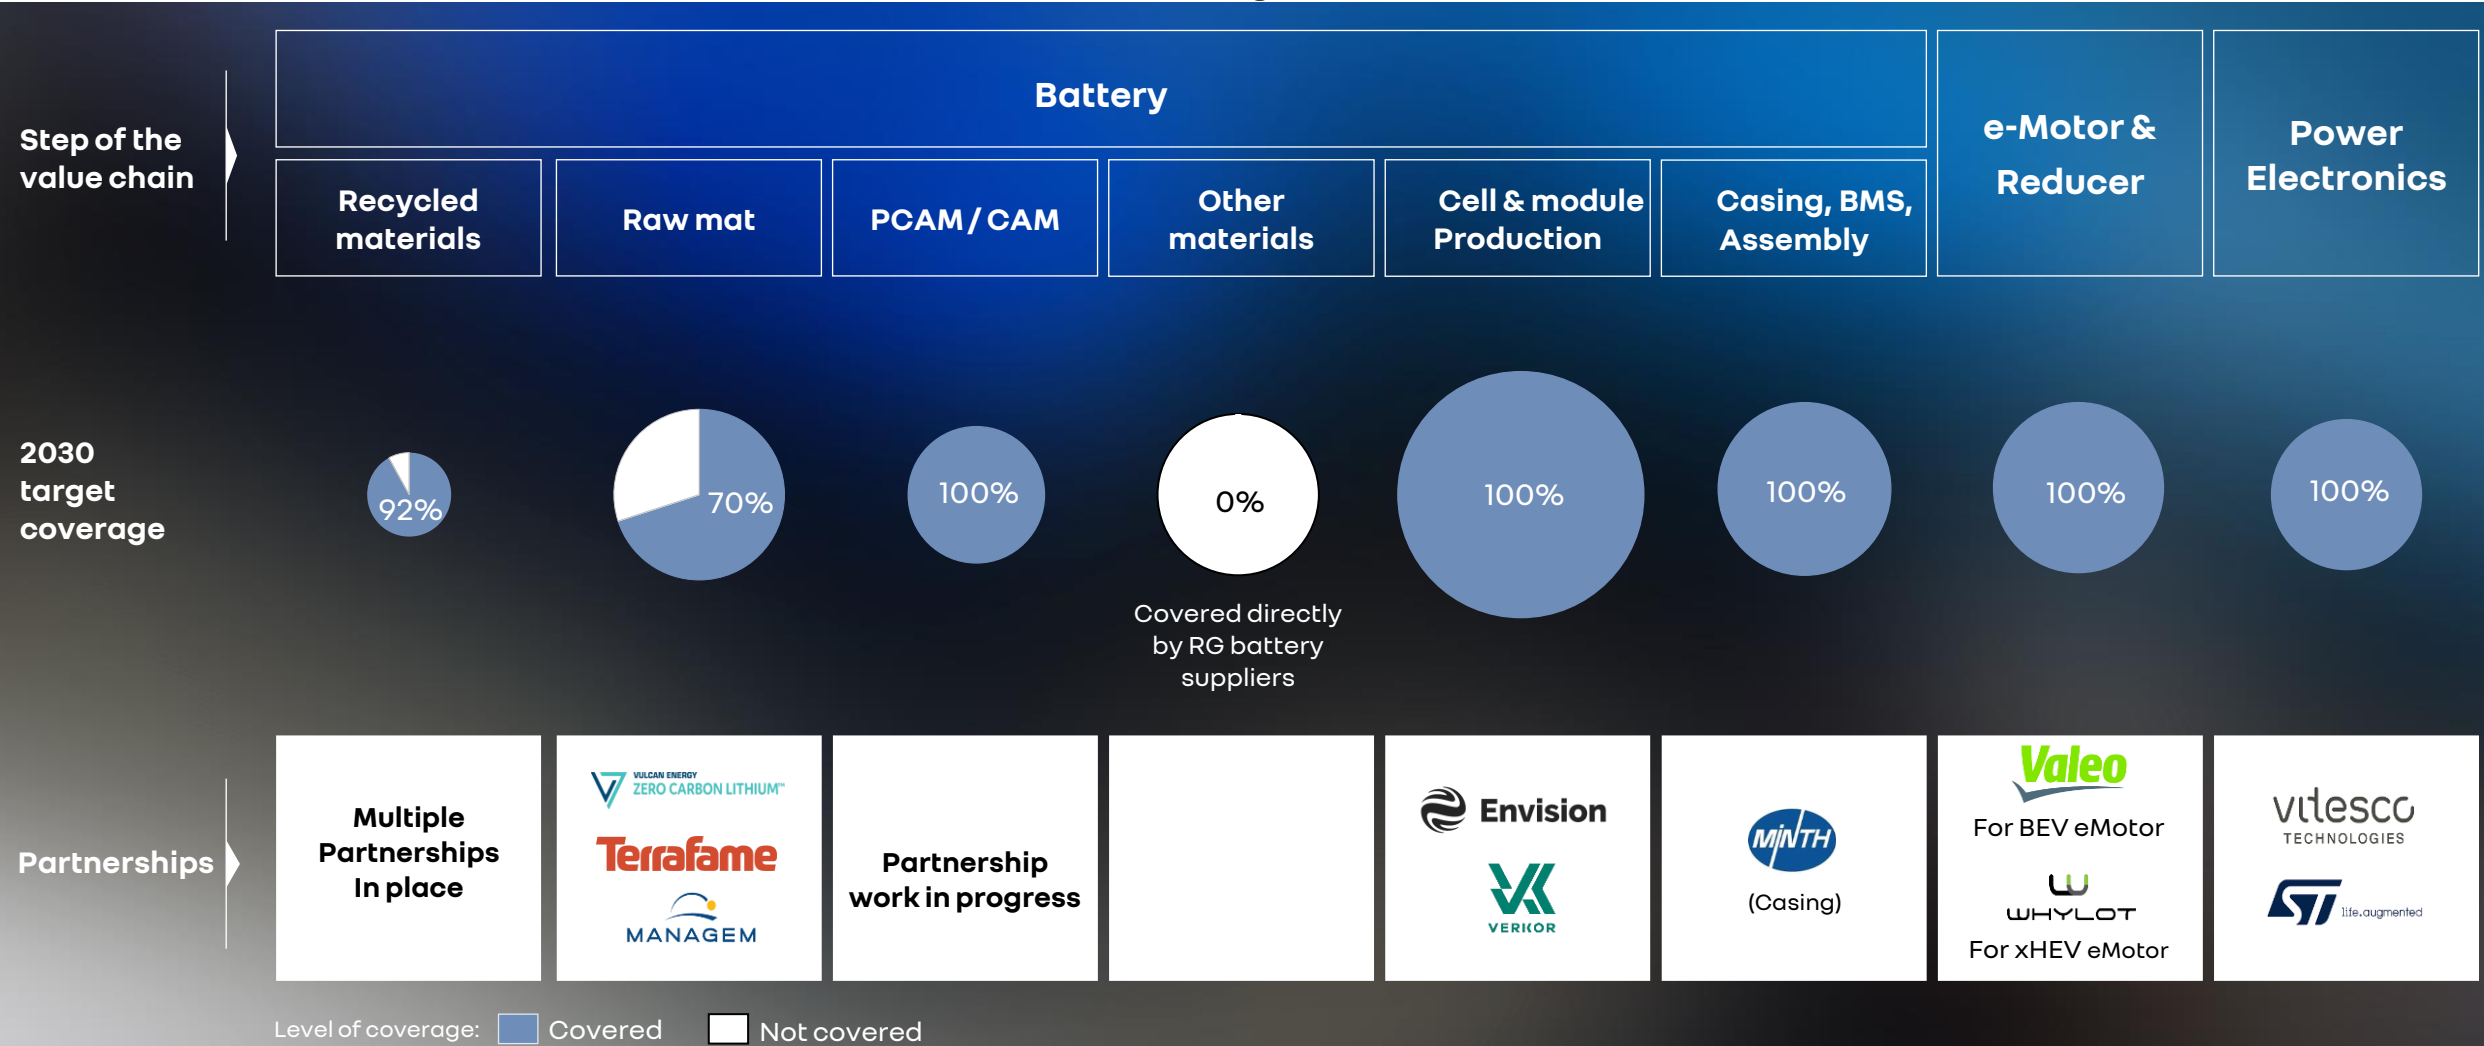 Battery
e-Motor &
Reducer
Power
Electronics
Step of the
value chain
Recycled
materials
Raw mat
PCAM / CAM
Other
materials
Cell & module
Production
Casing, BMS,
Assembly
2030
target
coverage
92%
70%
100%
0%
100%
100%
100%
100%
Covered directly
by RG battery
suppliers
Partnerships
Multiple
Partnerships
In place
VULCAN ENERGY
ZERO CARBON LITHIUM™
Terrafame
MANAGEM
Partnership
work in progress
Envision
VERKOR
MINTH
(Casing)
Valeo
For BEV eMotor
WHYLOT
For xHEV eMotor
vitesco
TECHNOLOGIES
ST life.augmented
Level of coverage: Covered Not covered